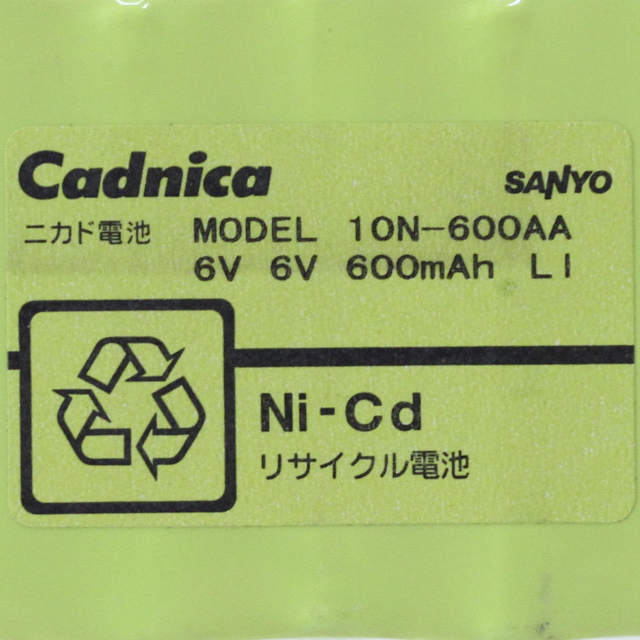 Cadnica
SANYO
ニカド電池 MODEL 10N-600AA
6V 6V 600mAh LI
Ni-Cd
リサイクル電池